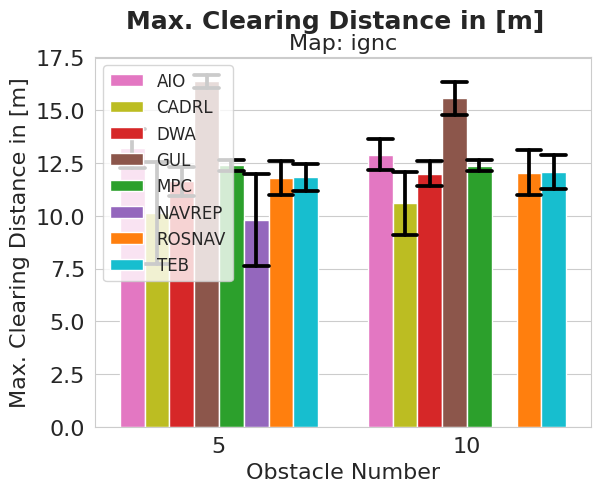 Max. Clearing Distance in [m]
Map: ignc
Max. Clearing Distance in [m]
17.5
15.0
12.5
10.0
7.5
5.0
2.5
0.0
AIO
CADRL
DWA
GUL
MPC
NAVREP
ROSNAV
TEB
5
10
Obstacle Number